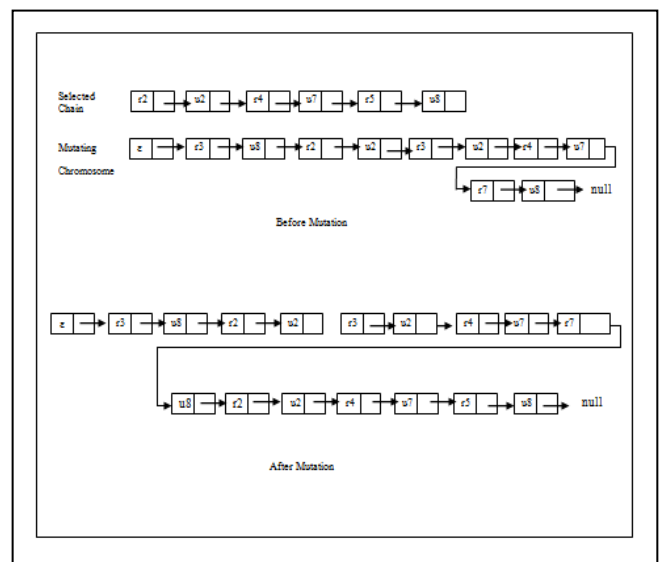 Selected
Chain
r2 u2 r4 u7 r5 u8
Mutating
Chromosome
ε r3 u8 r2 u2 r3 u2 r4 u7
r7 u8 null
Before Mutation
ε r3 u8 r2 u2 r3 u2 r4 u7 r7
u8 r2 u2 r4 u7 r5 u8 null
After Mutation